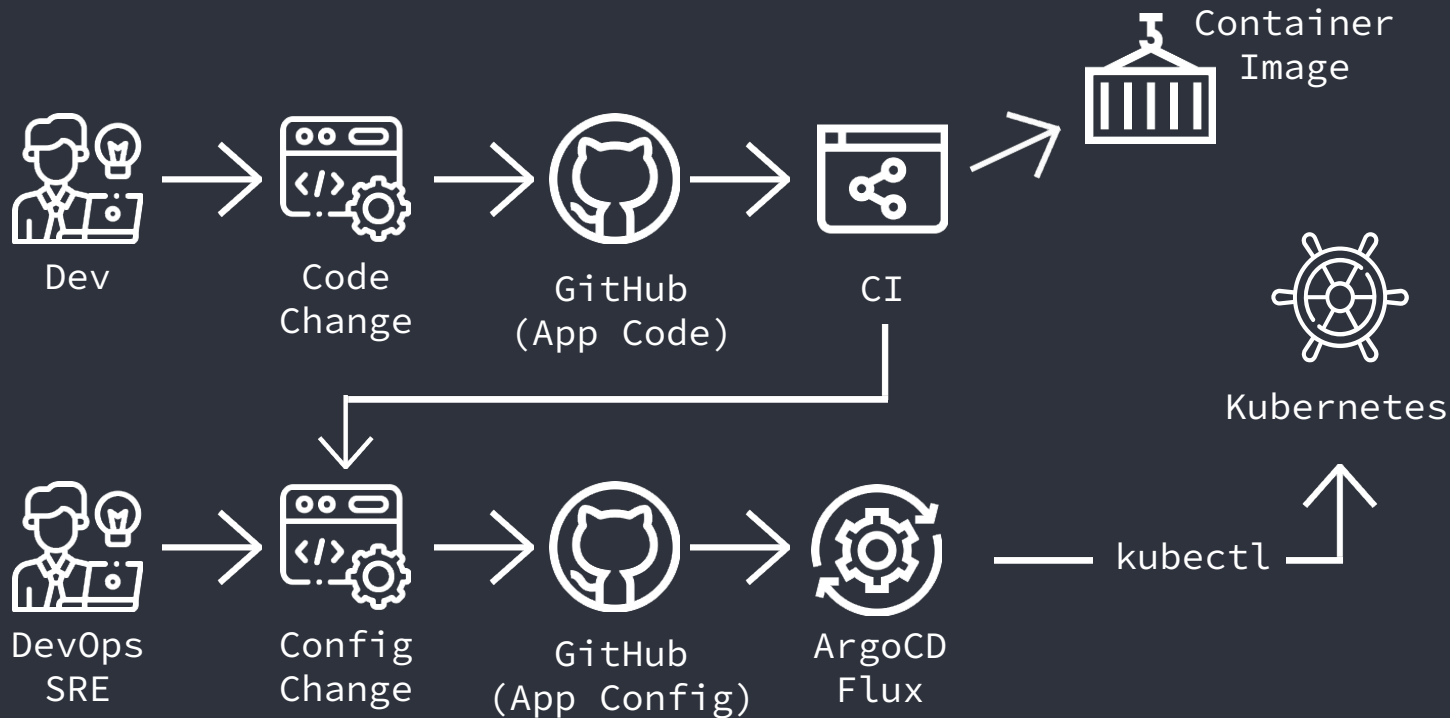 Container
Image
Dev
Code
Change
GitHub
(App Code)
CI
Kubernetes
kubectl
DevOps
SRE
Config
Change
GitHub
(App Config)
ArgoCD
Flux